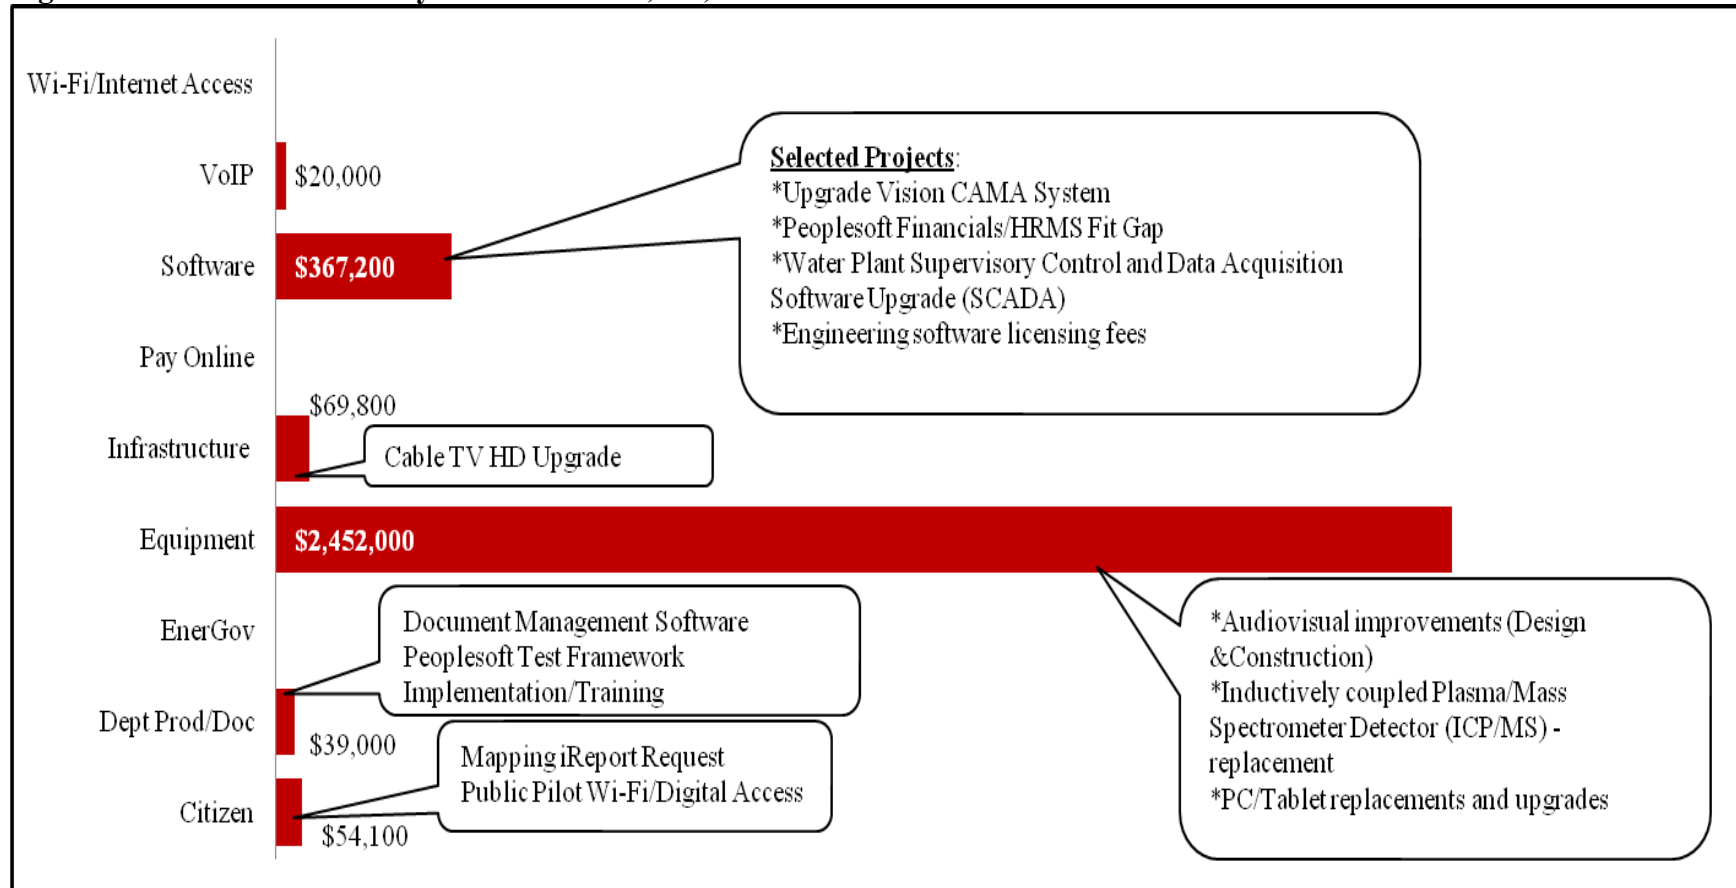 Wi-Fi/Internet Access
VoIP
$20,000
Software
$367,200
Selected Projects:
*Upgrade Vision CAMA System
*Peoplesoft Financials/HRMS Fit Gap
*Water Plant Supervisory Control and Data Acquisition
Software Upgrade (SCADA)
*Engineering software licensing fees
Pay Online
$69,800
Infrastructure
Cable TV HD Upgrade
Equipment
$2,452,000
EnerGov
Document Management Software
Peoplesoft Test Framework
Implementation/Training
*Audiovisual improvements (Design
&Construction)
*Inductively coupled Plasma/Mass
Spectrometer Detector (ICP/MS) -
replacement
*PC/Tablet replacements and upgrades
Dept Prod/Doc
$39,000
Mapping iReport Request
Public Pilot Wi-Fi/Digital Access
Citizen
$54,100